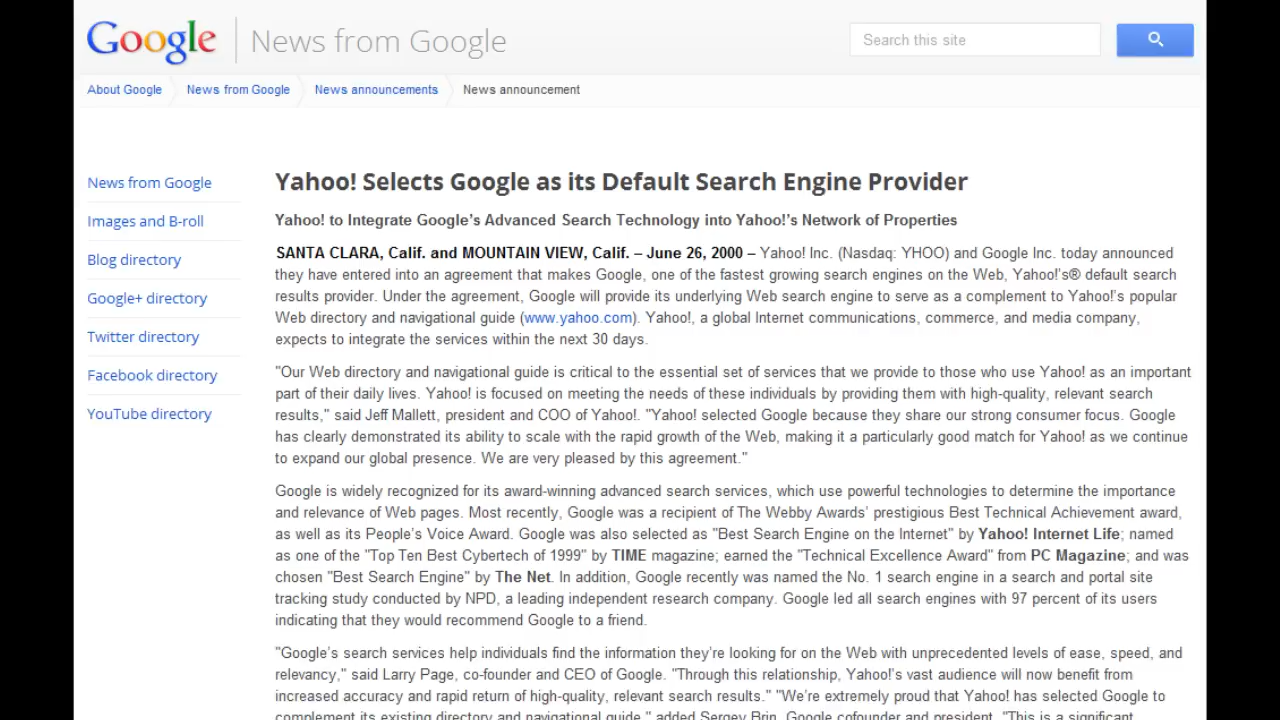 Google News from Google
Search this site
About Google News from Google News announcements News announcement
News from Google
Images and B-roll
Blog directory
Google+ directory
Twitter directory
Facebook directory
YouTube directory
Yahoo! Selects Google as its Default Search Engine Provider
Yahoo! to Integrate Google's Advanced Search Technology into Yahoo!'s Network of Properties
SANTA CLARA, Calif. and MOUNTAIN VIEW, Calif. – June 26, 2000 – Yahoo! Inc. (Nasdaq: YHOO) and Google Inc. today announced
they have entered into an agreement that makes Google, one of the fastest growing search engines on the Web, Yahoo!'s® default search
results provider. Under the agreement, Google will provide its underlying Web search engine to serve as a complement to Yahoo!'s popular
Web directory and navigational guide (www.yahoo.com). Yahoo!, a global Internet communications, commerce, and media company,
expects to integrate the services within the next 30 days.
"Our Web directory and navigational guide is critical to the essential set of services that we provide to those who use Yahoo! as an important
part of their daily lives. Yahoo! is focused on meeting the needs of these individuals by providing them with high-quality, relevant search
results," said Jeff Mallett, president and COO of Yahoo!. "Yahoo! selected Google because they share our strong consumer focus. Google
has clearly demonstrated its ability to scale with the rapid growth of the Web, making it a particularly good match for Yahoo! as we continue
to expand our global presence. We are very pleased by this agreement."
Google is widely recognized for its award-winning advanced search services, which use powerful technologies to determine the importance
and relevance of Web pages. Most recently, Google was a recipient of The Webby Awards' prestigious Best Technical Achievement award,
as well as its People's Voice Award. Google was also selected as "Best Search Engine on the Internet" by Yahoo! Internet Life; named
as one of the "Top Ten Best Cybertech of 1999" by TIME magazine; earned the "Technical Excellence Award" from PC Magazine; and was
chosen "Best Search Engine" by The Net. In addition, Google recently was named the No. 1 search engine in a search and portal site
tracking study conducted by NPD, a leading independent research company. Google led all search engines with 97 percent of its users
indicating that they would recommend Google to a friend.
"Google's search services help individuals find the information they're looking for on the Web with unprecedented levels of ease, speed, and
relevancy," said Larry Page, co-founder and CEO of Google. "Through this relationship, Yahoo!'s vast audience will now benefit from
increased accuracy and rapid return of high-quality, relevant search results." "We're extremely proud that Yahoo! has selected Google to
complement its existing directory and navigational guide," added Sergey Brin, Google cofounder and president. "This is a significant